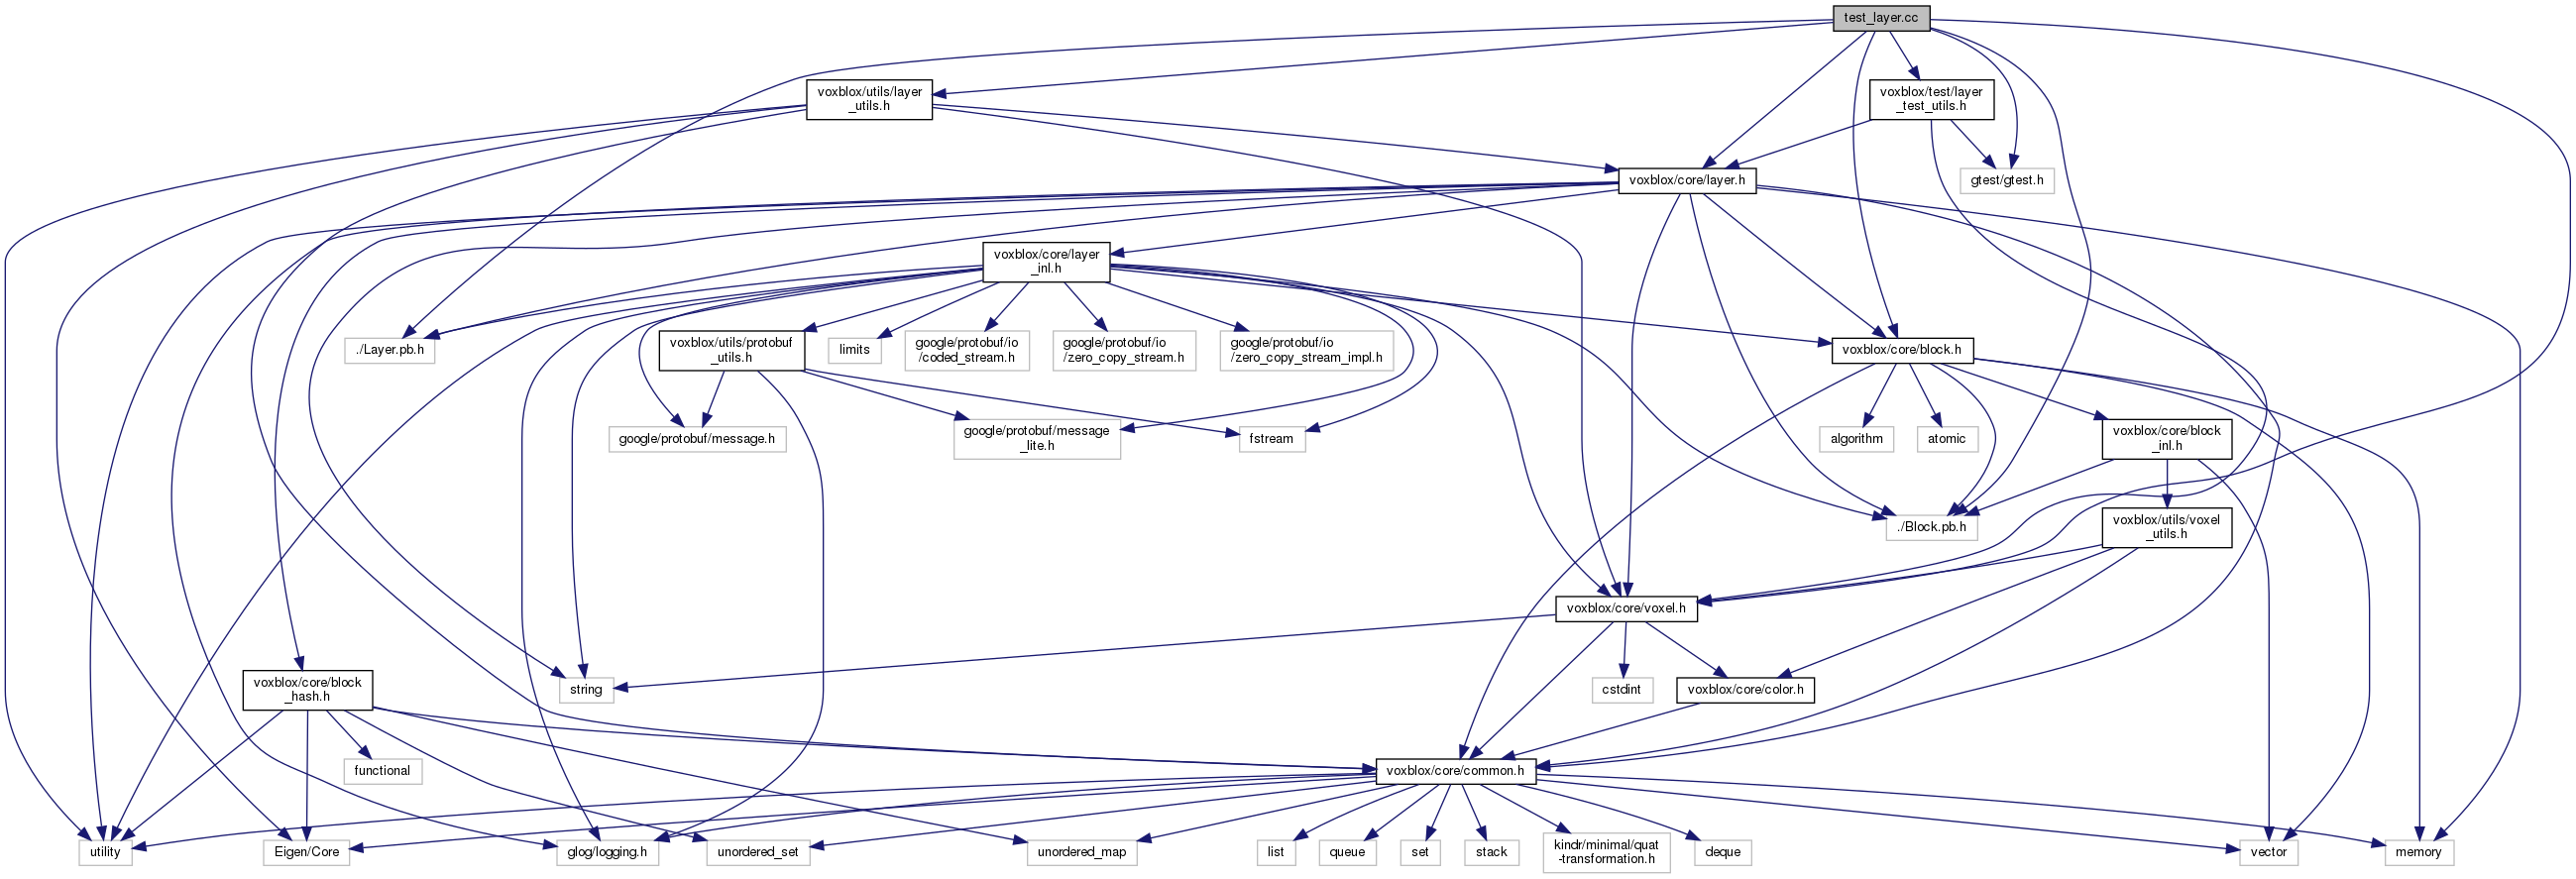 test_layer.cc
voxblox/utils/layer
_utils.h
voxblox/test/layer
_test_utils.h
voxblox/core/layer.h
gtest/gtest.h
voxblox/core/layer
_inl.h
./Layer.pb.h
voxblox/utils/protobuf
_utils.h
limits
google/protobuf/io
/coded_stream.h
google/protobuf/io
/zero_copy_stream.h
google/protobuf/io
/zero_copy_stream_impl.h
voxblox/core/block.h
google/protobuf/message.h
google/protobuf/message
_lite.h
fstream
algorithm
atomic
voxblox/core/block
_inl.h
./Block.pb.h
voxblox/utils/voxel
_utils.h
voxblox/core/voxel.h
voxblox/core/block
_hash.h
string
cstdint
voxblox/core/color.h
functional
voxblox/core/common.h
utility
Eigen/Core
glog/logging.h
unordered_set
unordered_map
list
queue
set
stack
kindr/minimal/quat
-transformation.h
deque
vector
memory